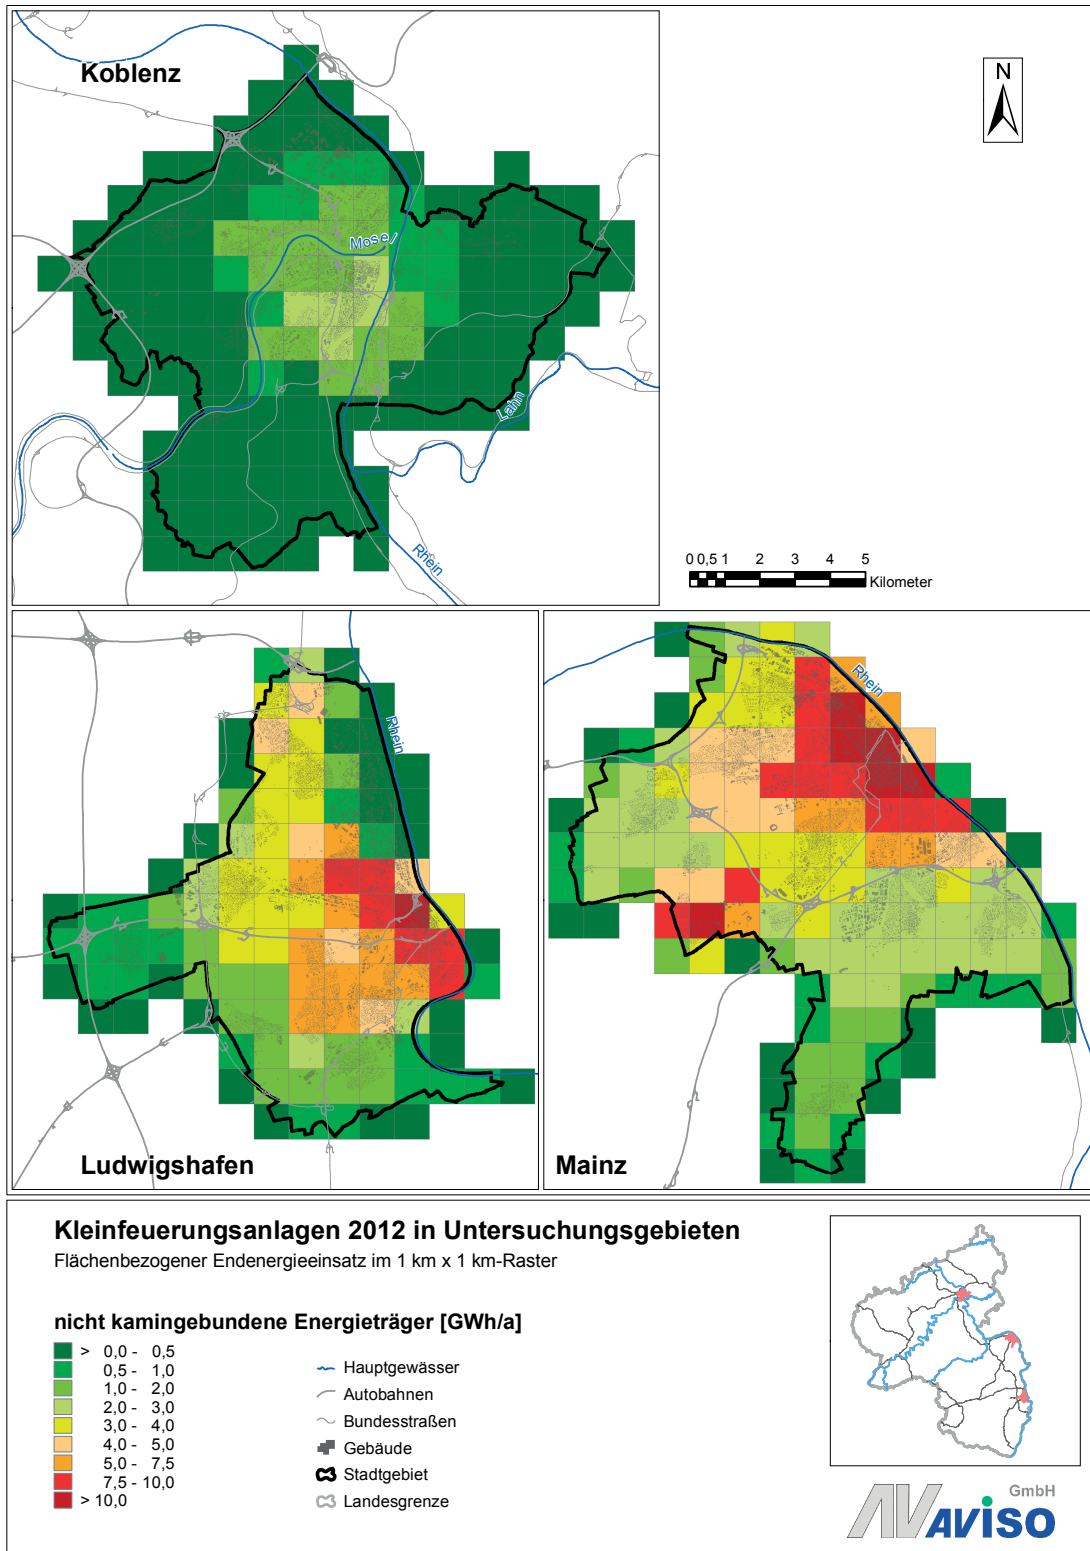 Koblenz
N
Mosel
Lahn
Rhein
0 0,5 1 2 3 4 5
Kilometer
Rhein
Ludwigshafen
Rhein
Mainz
Kleinfeuerungsanlagen 2012 in Untersuchungsgebieten
Flächenbezogener Endenergieeinsatz im 1 km x 1 km-Raster
nicht kamingebundene Energieträger [GWh/a]
> 0,0 - 0,5
0,5 - 1,0
1,0 - 2,0
2,0 - 3,0
3,0 - 4,0
4,0 - 5,0
5,0 - 7,5
7,5 - 10,0
> 10,0
Hauptgewässer
Autobahnen
Bundesstraßen
Gebäude
Stadtgebiet
Landesgrenze
GmbH
AViSO